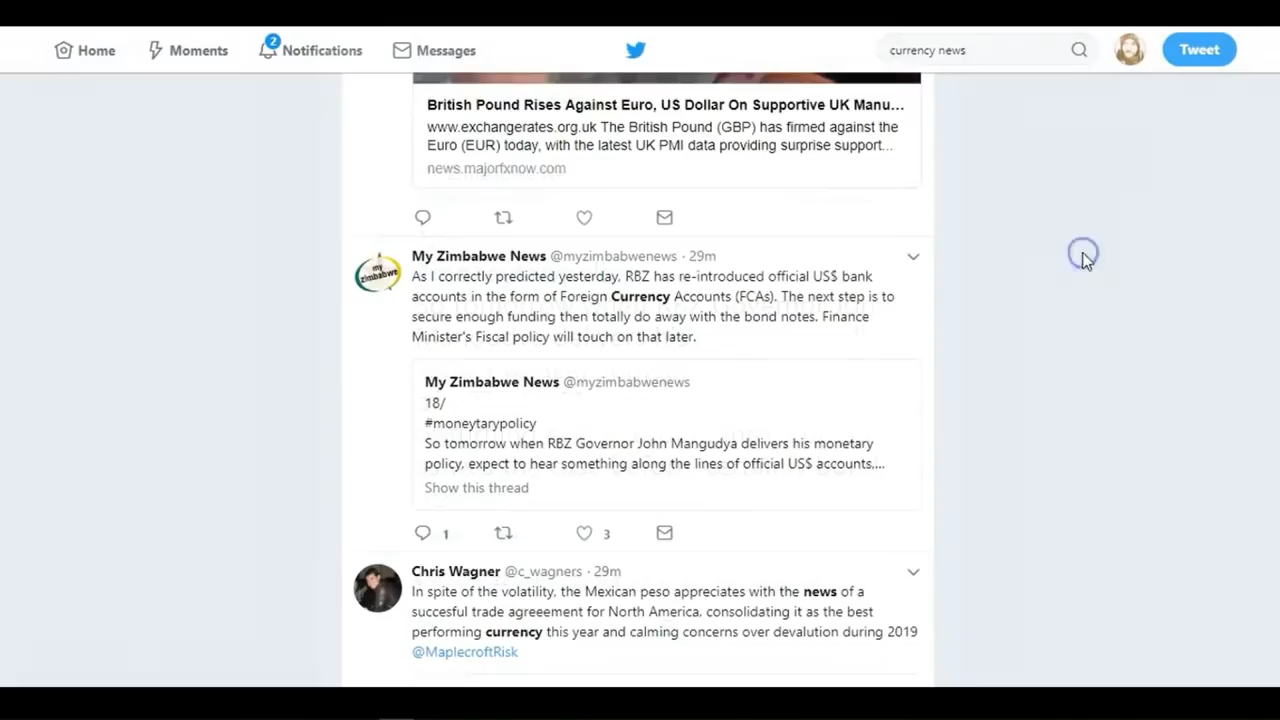 Home
Moments
2
Notifications
Messages
currency news
Tweet
British Pound Rises Against Euro, US Dollar On Supportive UK Manu...
www.exchangerates.org.uk The British Pound (GBP) has firmed against the
Euro (EUR) today, with the latest UK PMI data providing surprise support...
news.majorfxnow.com
my
zimbabwe
My Zimbabwe News @myzimbabwenews · 29m
As I correctly predicted yesterday, RBZ has re-introduced official US$ bank
accounts in the form of Foreign Currency Accounts (FCAs). The next step is to
secure enough funding then totally do away with the bond notes. Finance
Minister's Fiscal policy will touch on that later.
My Zimbabwe News @myzimbabwenews
18/
#moneytarypolicy
So tomorrow when RBZ Governor John Mangudya delivers his monetary
policy, expect to hear something along the lines of official US$ accounts,...
Show this thread
1
3
Chris Wagner @c_wagners · 29m
In spite of the volatility, the Mexican peso appreciates with the news of a
succesful trade agreeement for North America, consolidating it as the best
performing currency this year and calming concerns over devalution during 2019
@MaplecroftRisk